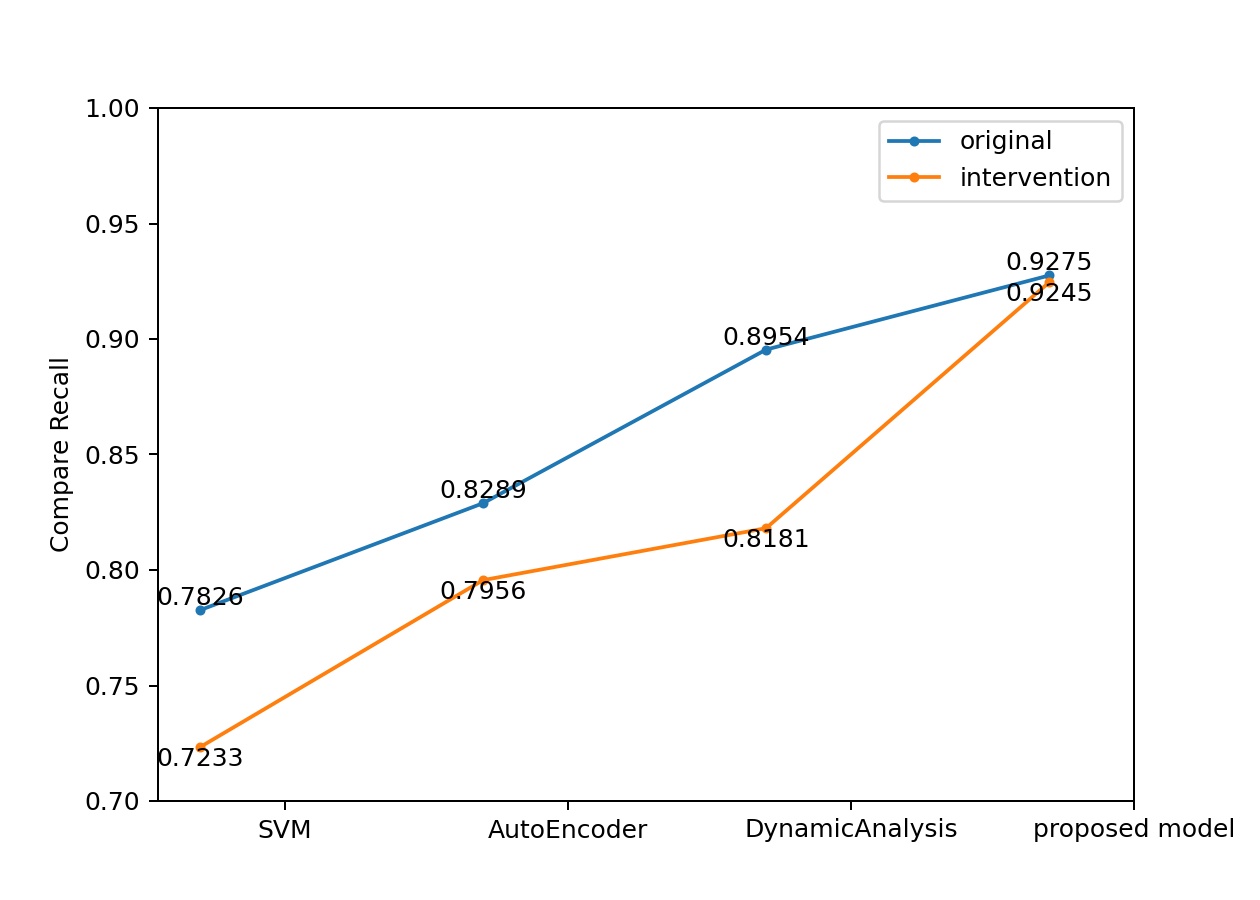 1.00
original
intervention
0.95
0.9275
0.9245
0.90
0.8954
Compare Recall
0.85
0.8289
0.8181
0.80
0.7826
0.7956
0.75
0.7233
0.70
SVM
AutoEncoder
DynamicAnalysis
proposed model